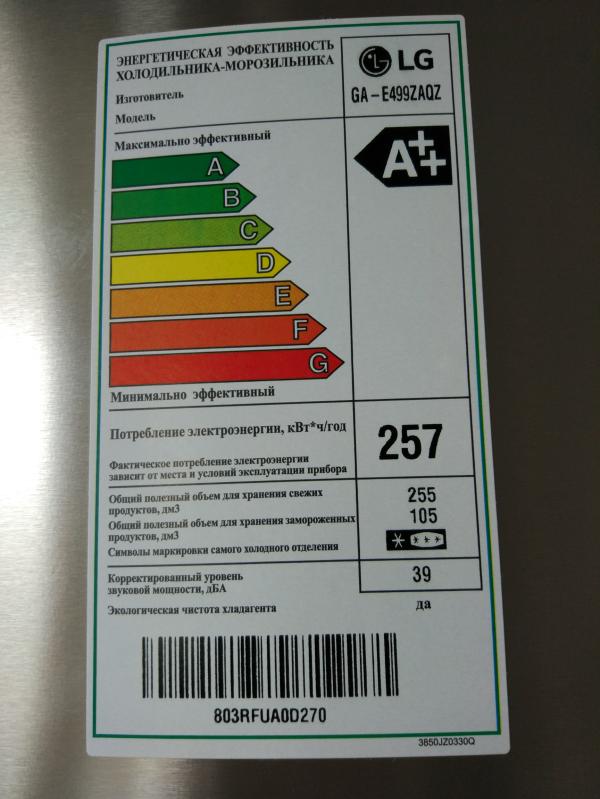 ЭНЕРГЕТИЧЕСКАЯ ЭФФЕКТИВНОСТЬ
ХОЛОДИЛЬНИКА-МОРОЗИЛЬНИКА
LG
Изготовитель
Модель
GA-E499ZAQZ
Максимально эффективный
A++
A
B
C
D
E
F
G
Минимально эффективный
Потребление электроэнергии, кВт*ч/год
257
Фактическое потребление электроэнергии
зависит от места и условий эксплуатации прибора
Общий полезный объем для хранения свежих
продуктов, дм3
255
Общий полезный объем для хранения замороженных
продуктов, дм3
105
Символы маркировки самого холодного отделения
Корректированный уровень
звуковой мощности, дБА
39
Экологическая чистота хладагента
да
803RFUA0D270
3850JZ0330Q